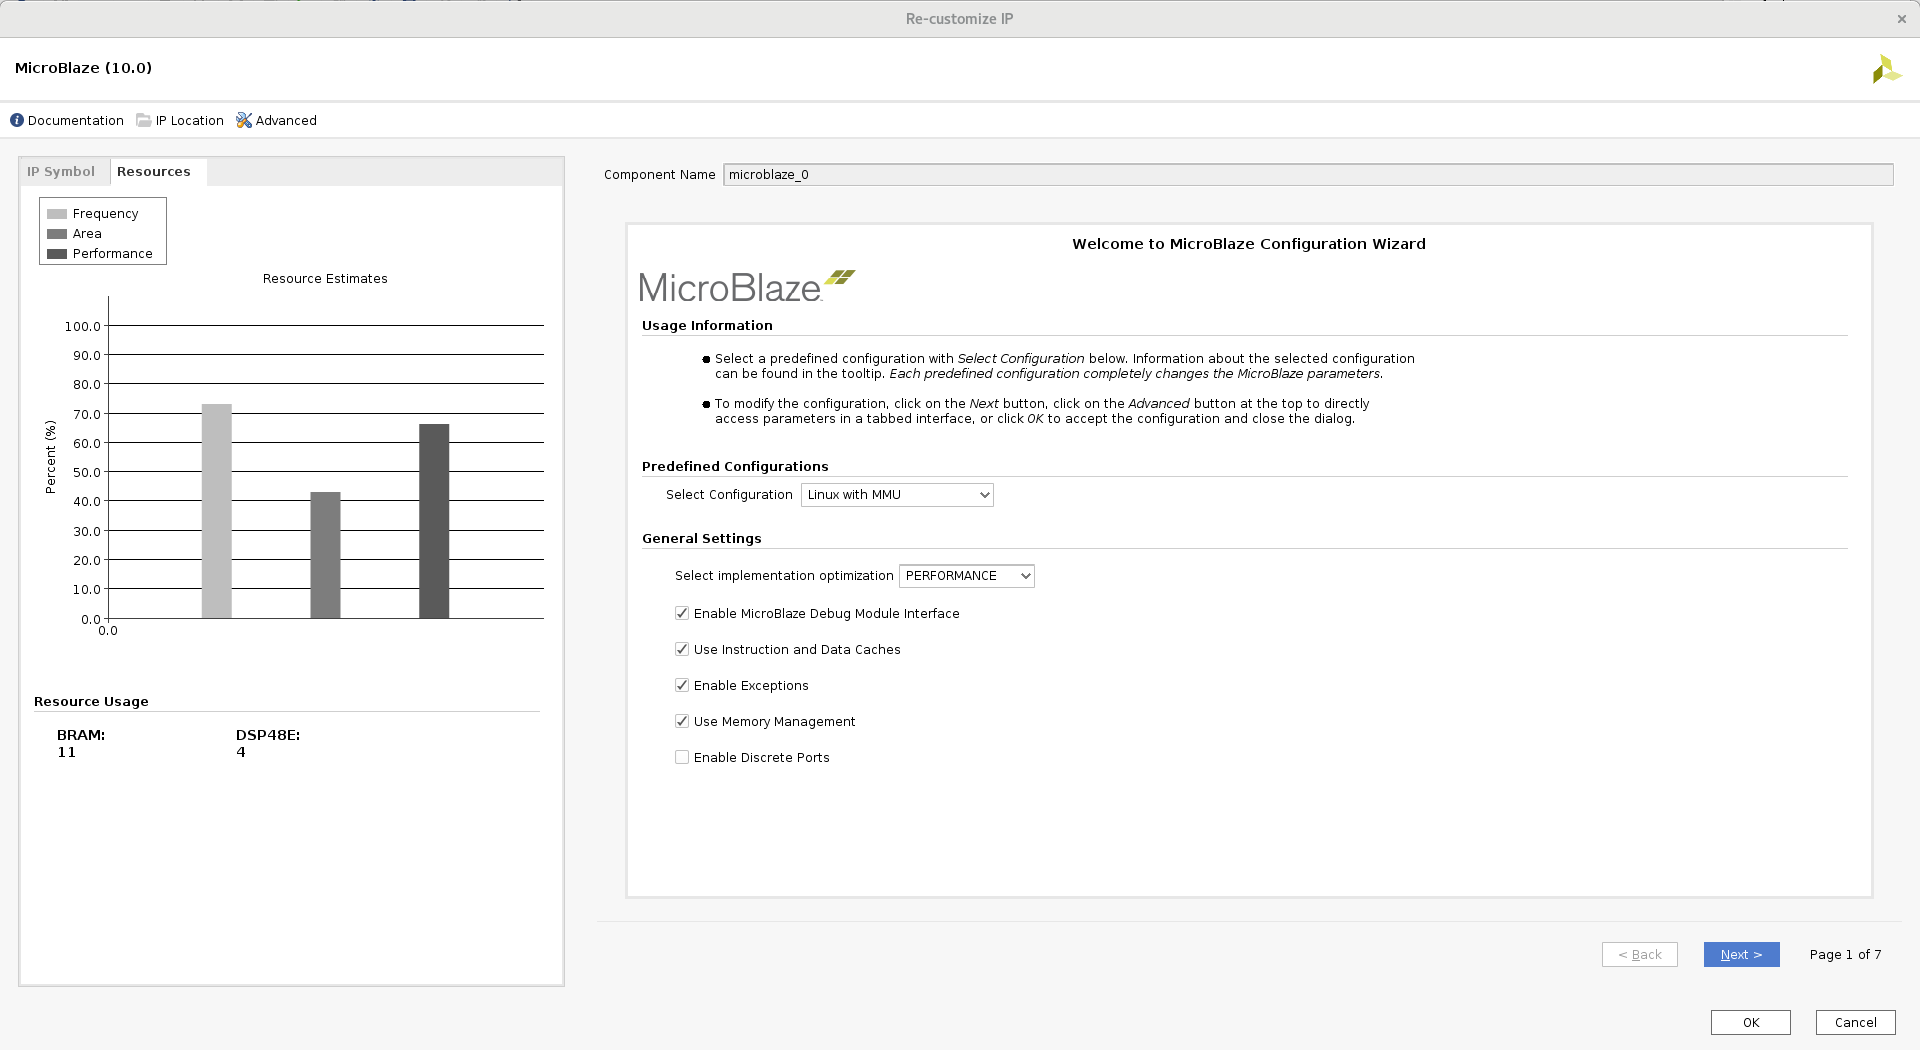 Re-customize IP
MicroBlaze (10.0)
Documentation IP Location Advanced
IP Symbol Resources
Frequency
Area
Performance
Resource Estimates
Percent (%)
100.0
90.0
80.0
70.0
60.0
50.0
40.0
30.0
20.0
10.0
0.0
0.0
Resource Usage
BRAM: DSP48E:
11 4
Component Name microblaze_0
Welcome to MicroBlaze Configuration Wizard
MicroBlaze
Usage Information
Select a predefined configuration with Select Configuration below. Information about the selected configuration
can be found in the tooltip. Each predefined configuration completely changes the MicroBlaze parameters.
To modify the configuration, click on the Next button, click on the Advanced button at the top to directly
access parameters in a tabbed interface, or click OK to accept the configuration and close the dialog.
Predefined Configurations
Select Configuration Linux with MMU
General Settings
Select implementation optimization PERFORMANCE
Enable MicroBlaze Debug Module Interface
Use Instruction and Data Caches
Enable Exceptions
Use Memory Management
Enable Discrete Ports
< Back Next > Page 1 of 7
OK Cancel